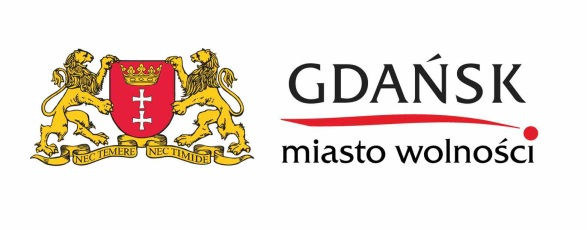 NEC TEMERE NEC TIMIDE
GDAŃSK
miasto wolności